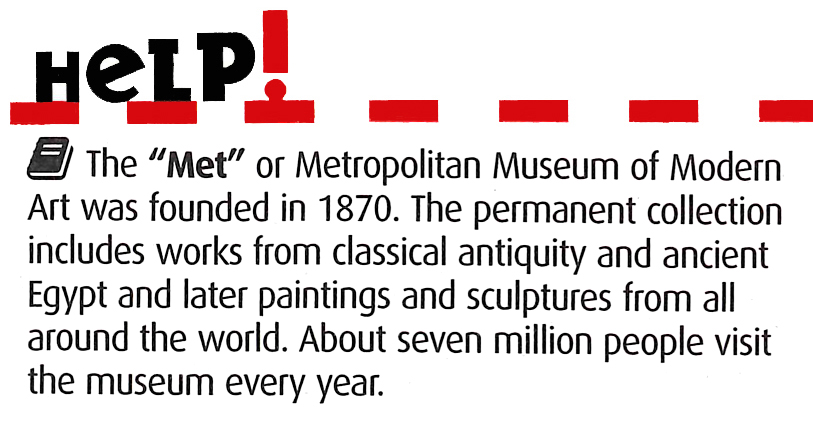 HeLP!
The “Met” or Metropolitan Museum of Modern
Art was founded in 1870. The permanent collection
includes works from classical antiquity and ancient
Egypt and later paintings and sculptures from all
around the world. About seven million people visit
the museum every year.